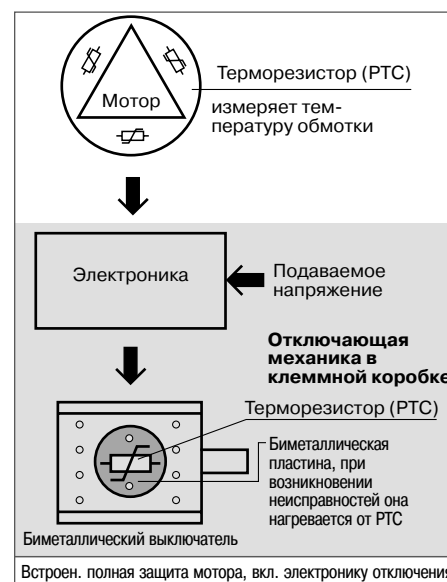 Терморезистор (PTC)
Мотор
измеряет тем-
пературу обмотки
Электроника
Подаваемое
напряжение
Отключающая
механика в
клеммной коробке
Терморезистор (PTC)
Биметаллическая
пластина, при
возникновении
неисправностей она
нагревается от PTC
Биметаллический выключатель
Встроен. полная защита мотора, вкл. электронику отключения